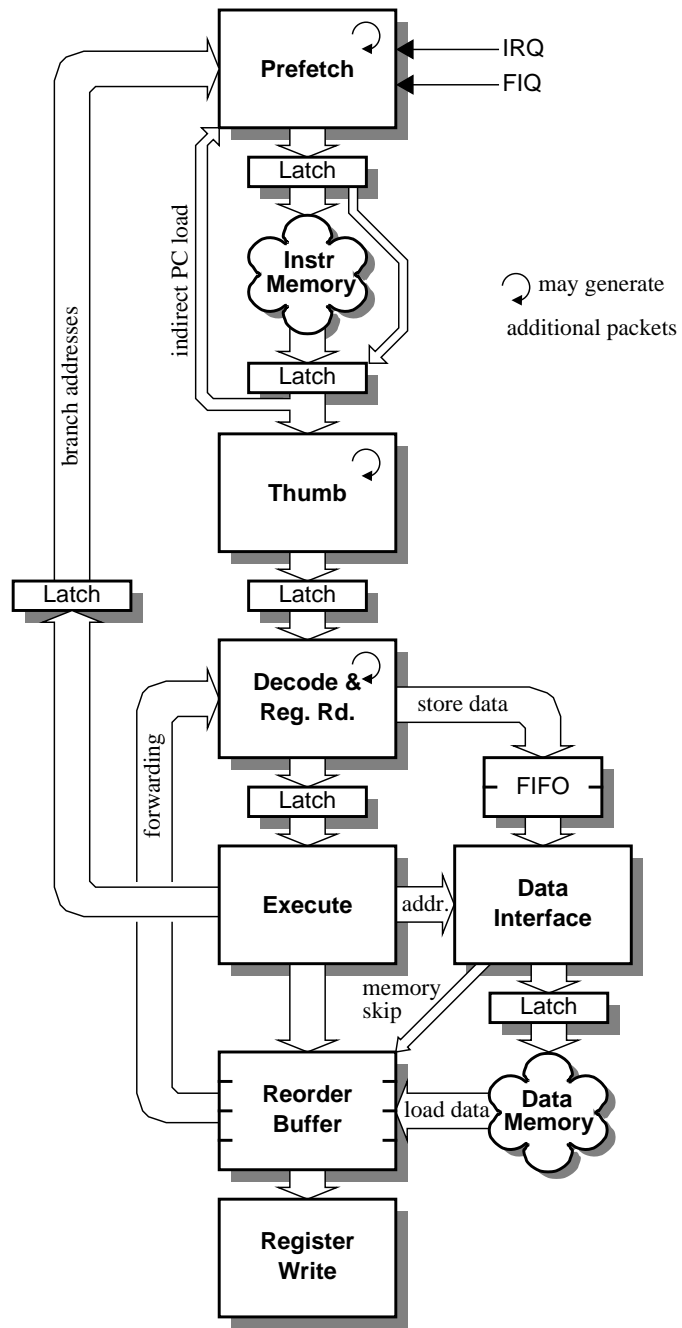 Prefetch
IRQ
FIQ
Latch
indirect PC load
Instr
Memory
may generate
additional packets
Latch
branch addresses
Thumb
Latch
Latch
Decode &
Reg. Rd.
store data
forwarding
Latch
FIFO
Execute
addr.
Data
Interface
memory
skip
Latch
Reorder
Buffer
load data
Data
Memory
Register
Write